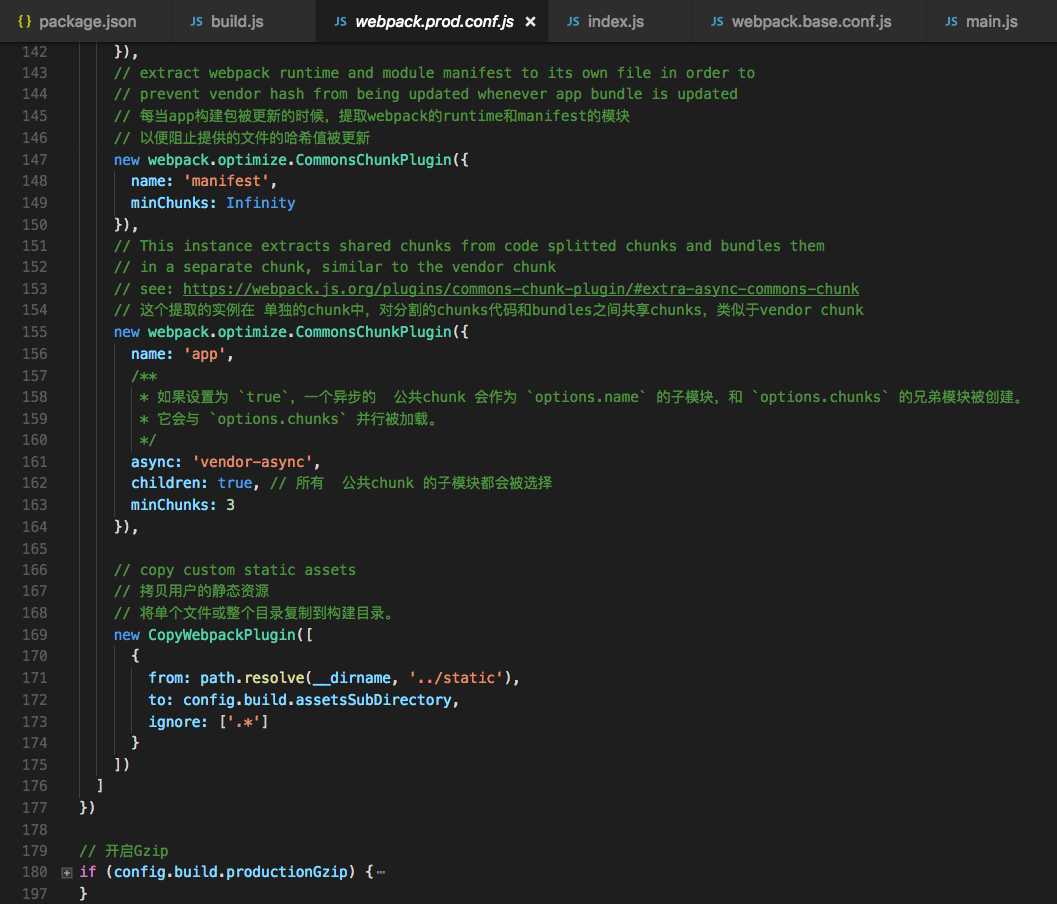 {} package.json JS build.js JS webpack.prod.conf.js × JS index.js JS webpack.base.conf.js JS main.js
142 }),
143 // extract webpack runtime and module manifest to its own file in order to
144 // prevent vendor hash from being updated whenever app bundle is updated
145 // 每当app构建包被更新的时候，提取webpack的runtime和manifest的模块
146 // 以便阻止提供的文件的哈希值被更新
147 new webpack.optimize.CommonsChunkPlugin({
148 name: 'manifest',
149 minChunks: Infinity
150 }),
151 // This instance extracts shared chunks from code splitted chunks and bundles them
152 // in a separate chunk, similar to the vendor chunk
153 // see: https://webpack.js.org/plugins/commons-chunk-plugin/#extra-async-commons-chunk
154 // 这个提取的实例在 单独的chunk中，对分割的chunks代码和bundles之间共享chunks，类似于vendor chunk
155 new webpack.optimize.CommonsChunkPlugin({
156 name: 'app',
157 /**
158 * 如果设置为 `true`，一个异步的  公共chunk 会作为 `options.name` 的子模块，和 `options.chunks` 的兄弟模块被创建。
159 * 它会与 `options.chunks` 并行被加载。
160 */
161 async: 'vendor-async',
162 children: true, // 所有  公共chunk 的子模块都会被选择
163 minChunks: 3
164 }),
165
166 // copy custom static assets
167 // 拷贝用户的静态资源
168 // 将单个文件或整个目录复制到构建目录。
169 new CopyWebpackPlugin([
170 {
171 from: path.resolve(__dirname, '../static'),
172 to: config.build.assetsSubDirectory,
173 ignore: ['.*']
174 }
175 ])
176 ]
177 })
178
179 // 开启Gzip
180 if (config.build.productionGzip) {⋯
197 }